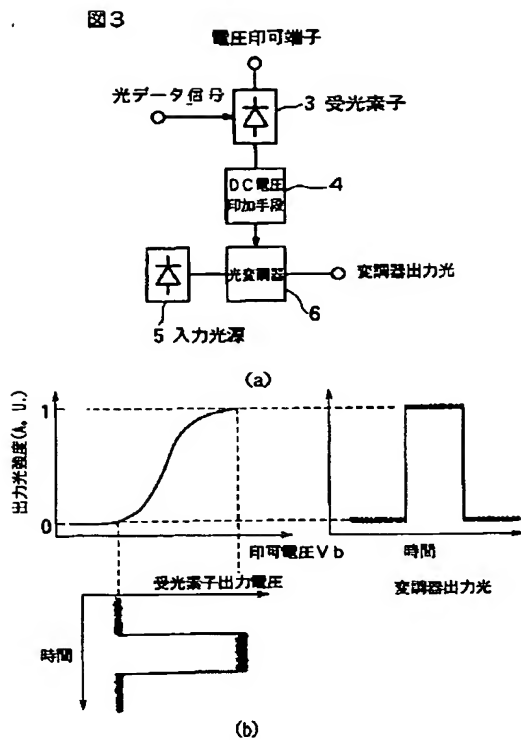 図3
電圧印可端子
光データ信号
3 受光素子
DC電圧
印加手段
4
光変調器
変調器出力光
6
5 入力光源
(a)
出力光強度(A. U.)
1
0
印可電圧Vb
時間
受光素子出力電圧
変調器出力光
時間
(b)